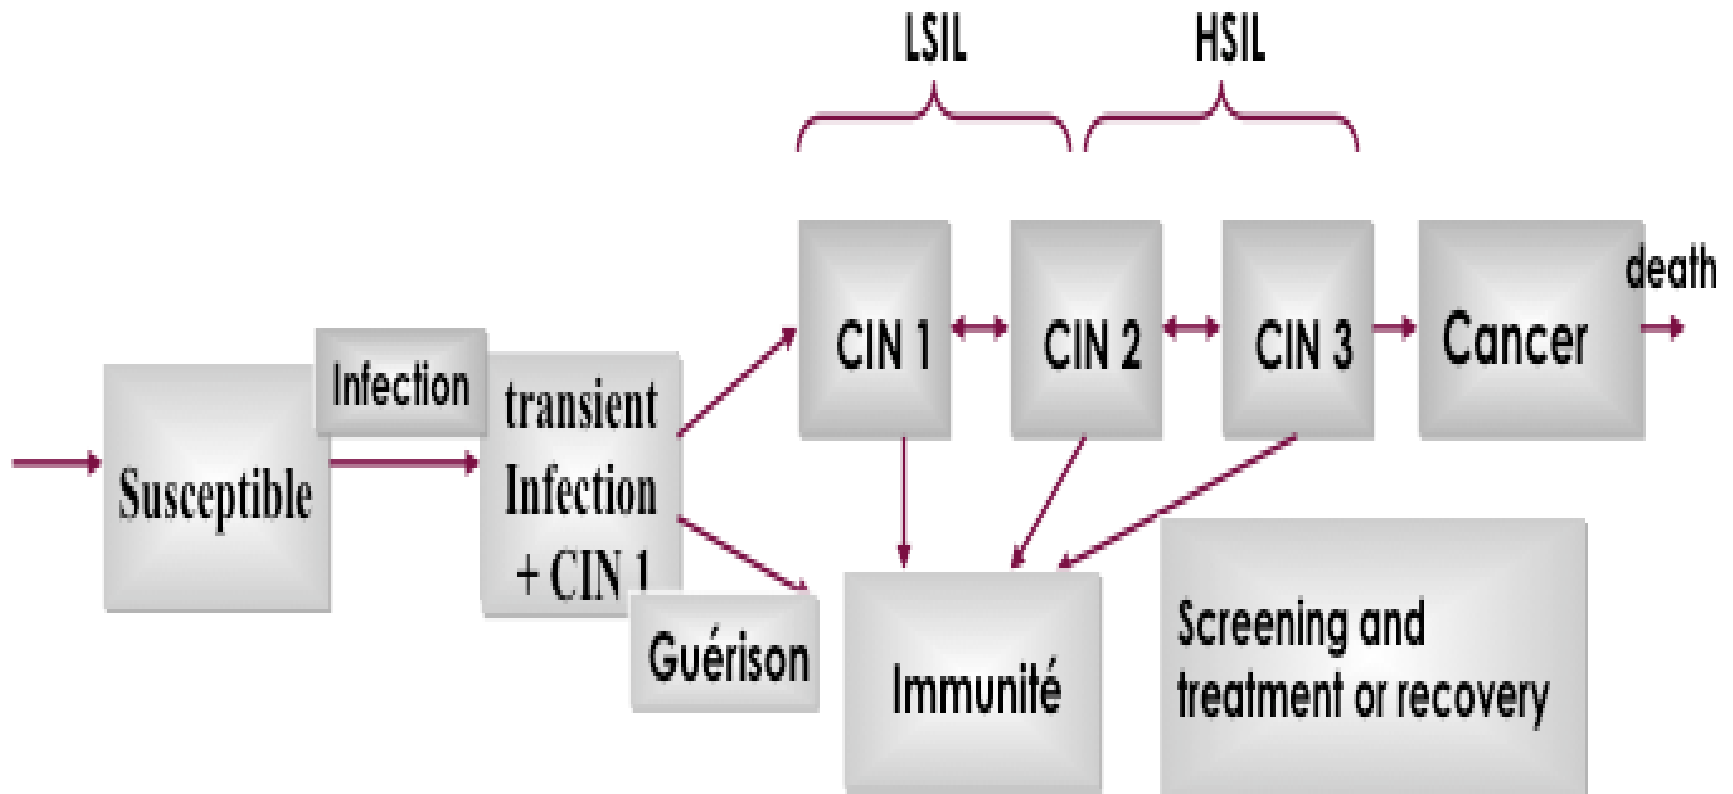 LSIL
HSIL
CIN 1
CIN 2
CIN 3
Cancer
death
Infection
Susceptible
transient
Infection
+ CIN 1
Guérison
Immunité
Screening and
treatment or recovery